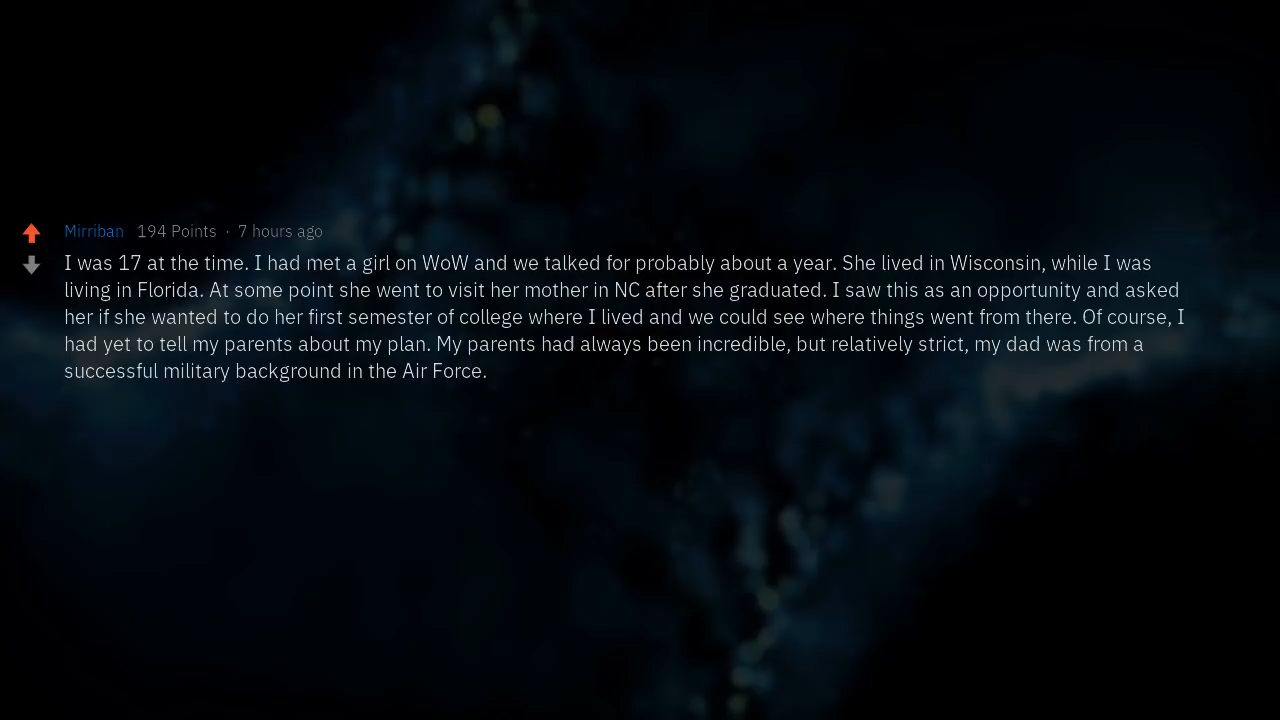 Mirriban 194 Points · 7 hours ago
I was 17 at the time. I had met a girl on WoW and we talked for probably about a year. She lived in Wisconsin, while I was
living in Florida. At some point she went to visit her mother in NC after she graduated. I saw this as an opportunity and asked
her if she wanted to do her first semester of college where I lived and we could see where things went from there. Of course, I
had yet to tell my parents about my plan. My parents had always been incredible, but relatively strict, my dad was from a
successful military background in the Air Force.